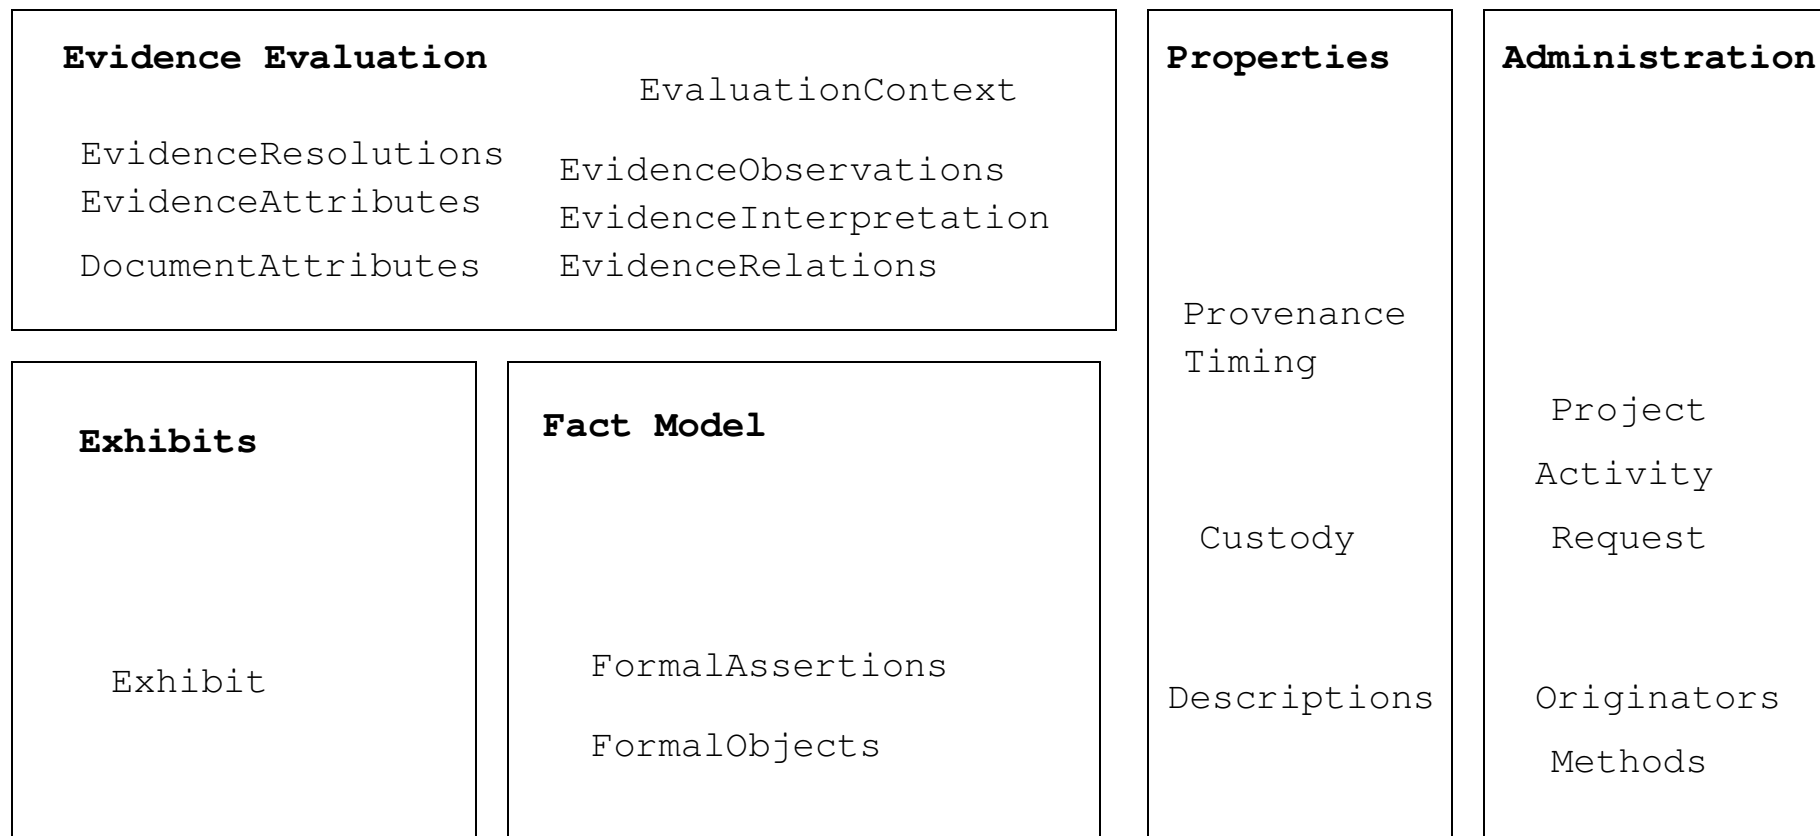 Evidence Evaluation
EvaluationContext
EvidenceResolutions
EvidenceAttributes
DocumentAttributes
EvidenceObservations
EvidenceInterpretation
EvidenceRelations
Exhibits
Exhibit
Fact Model
FormalAssertions
FormalObjects
Properties
Provenance
Timing
Custody
Descriptions
Administration
Project
Activity
Request
Originators
Methods